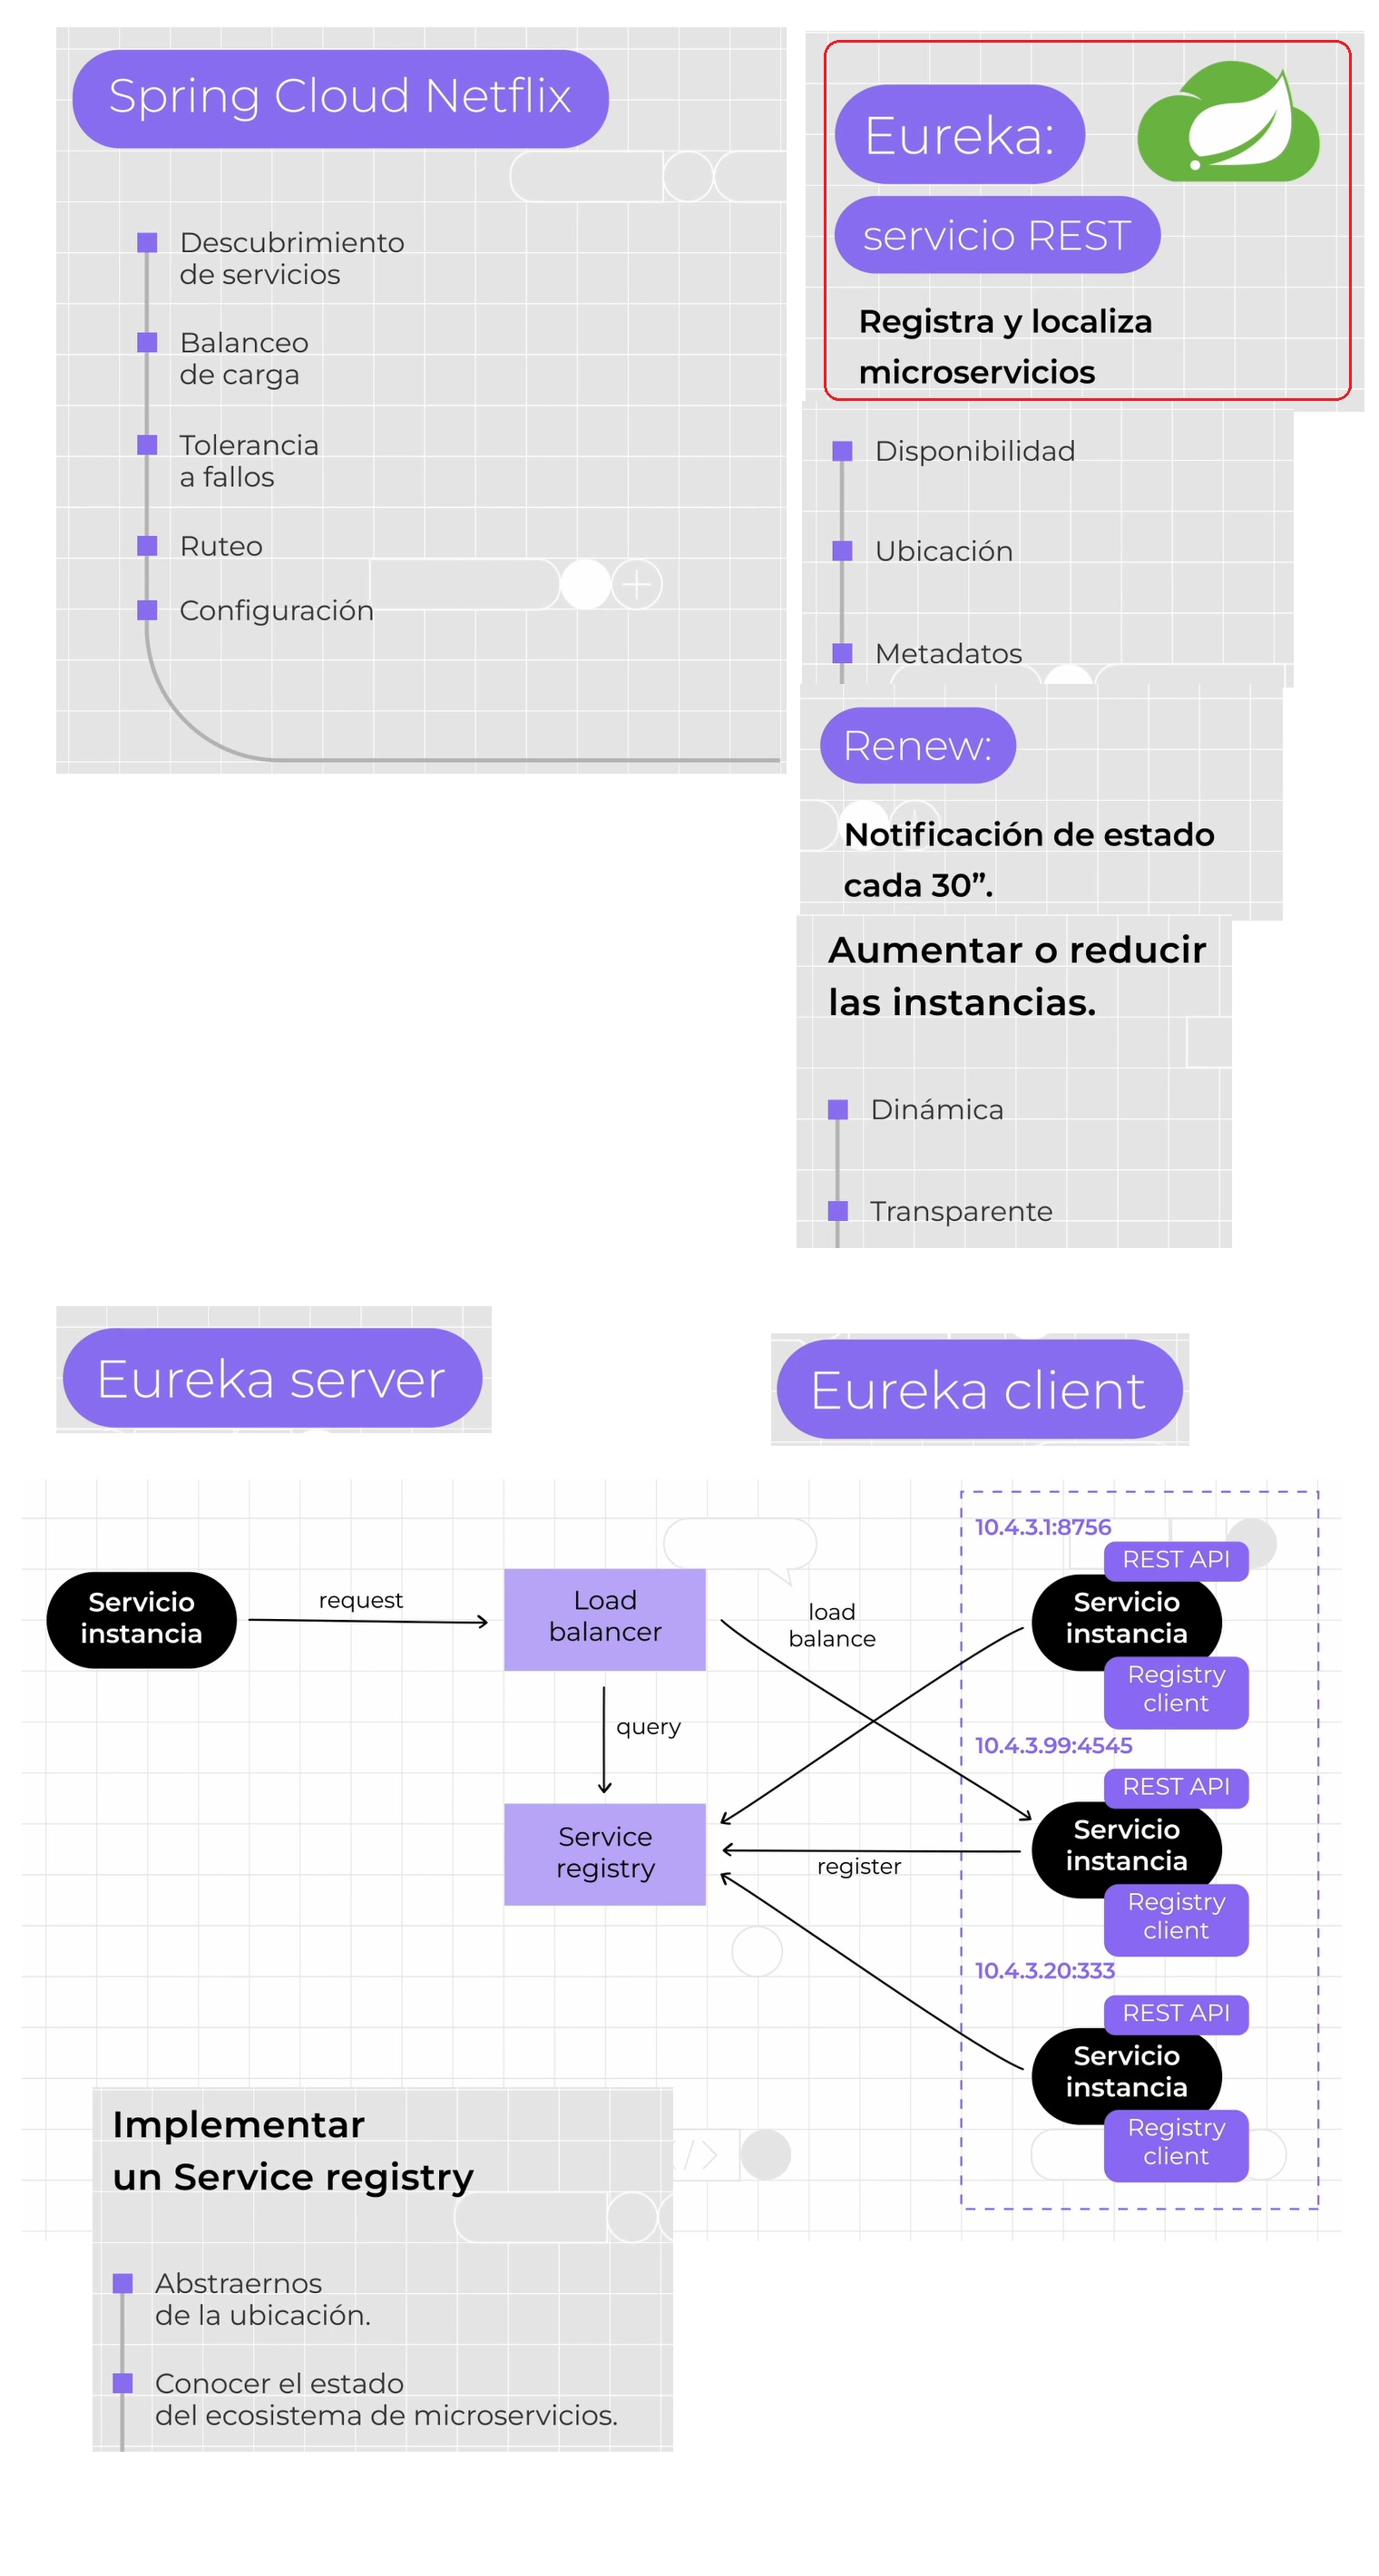 Spring Cloud Netflix
Descubrimiento
de servicios
Balanceo
de carga
Tolerancia
a fallos
Ruteo
Configuración
Eureka:
servicio REST
Registra y localiza
microservicios
Disponibilidad
Ubicación
Metadatos
Renew:
Notificación de estado
cada 30”.
Aumentar o reducir
las instancias.
Dinámica
Transparente
Eureka server
Eureka client
Servicio
instancia
request
Load
balancer
load
balance
query
Service
registry
register
10.4.3.1:8756
REST API
Servicio
instancia
Registry
client
10.4.3.99:4545
REST API
Servicio
instancia
Registry
client
10.4.3.20:333
REST API
Servicio
instancia
Registry
client
Implementar
un Service registry
Abstraernos
de la ubicación.
Conocer el estado
del ecosistema de microservicios.